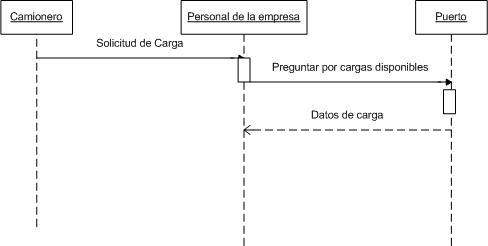 Camionero
Personal de la empresa
Puerto
Solicitud de Carga
Preguntar por cargas disponibles
Datos de carga